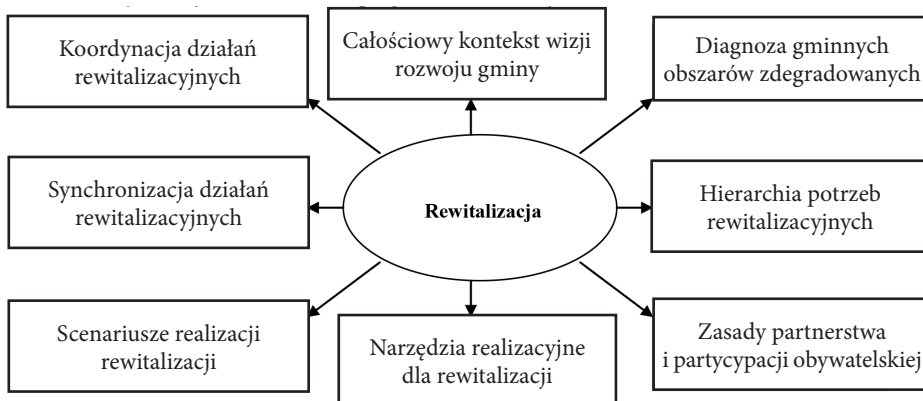 Koordynacja działań
rewitalizacyjnych
Całościowy kontekst wizji
rozwoju gminy
Diagnoza gminnych
obszarów zdegradowanych
Synchronizacja działań
rewitalizacyjnych
Rewitalizacja
Hierarchia potrzeb
rewitalizacyjnych
Scenariusze realizacji
rewitalizacji
Narzędzia realizacyjne
dla rewitalizacji
Zasady partnerstwa
i partycypacji obywatelskiej